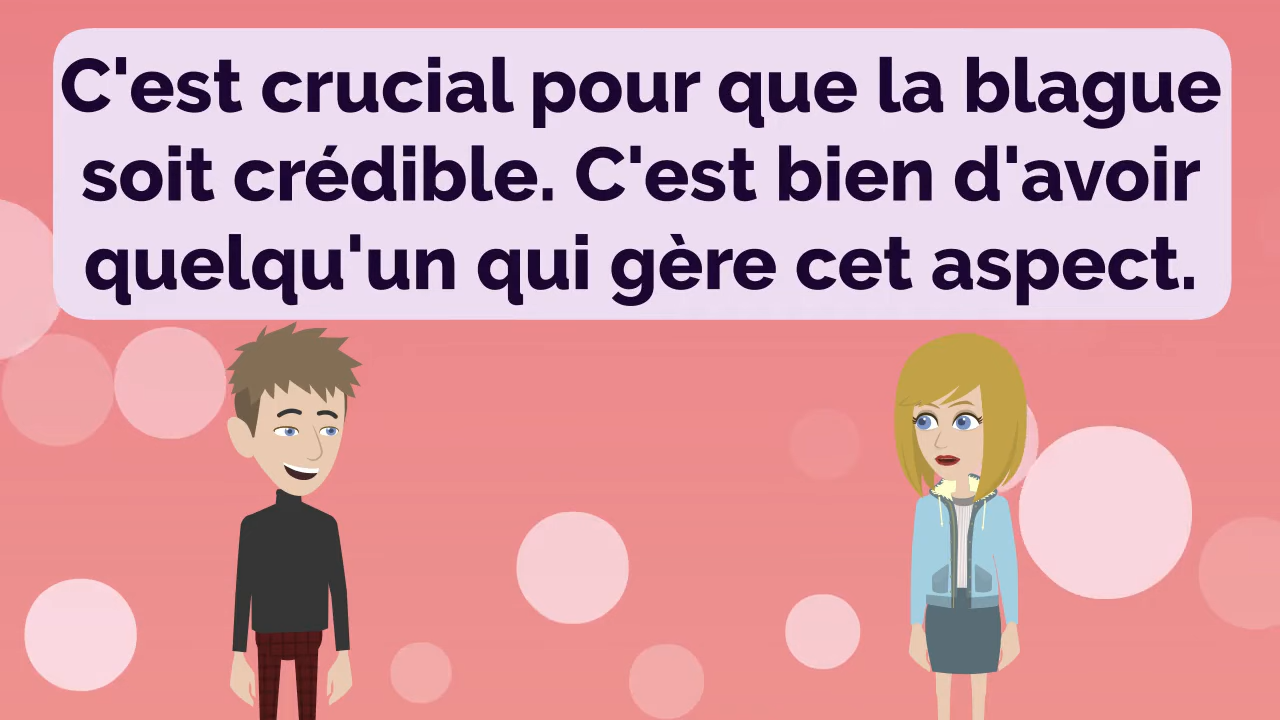 C'est crucial pour que la blague
soit crédible. C'est bien d'avoir
quelqu'un qui gère cet aspect.